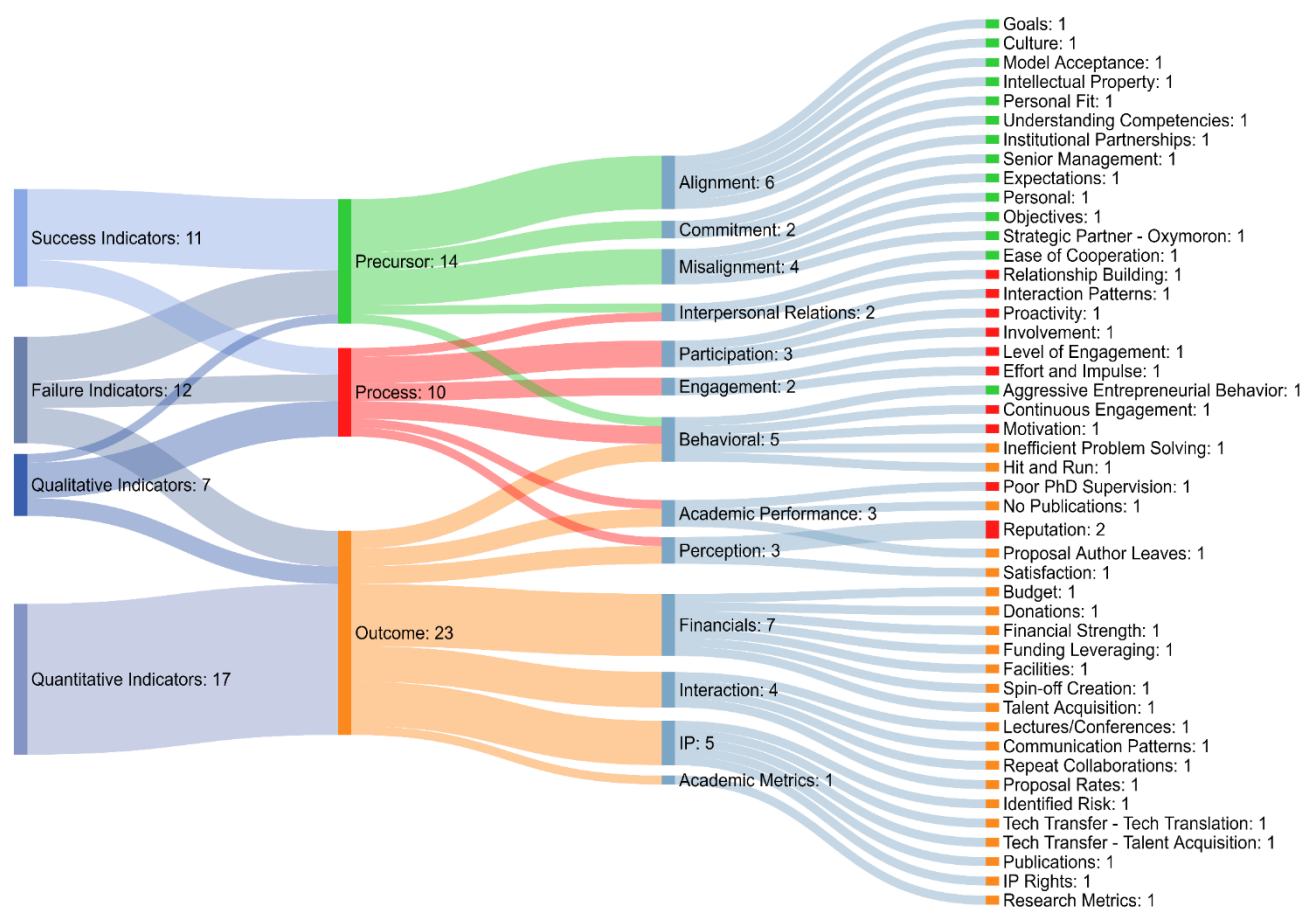 Success Indicators: 11
Failure Indicators: 12
Qualitative Indicators: 7
Quantitative Indicators: 17
Precursor: 14
Process: 10
Outcome: 23
Alignment: 6
Commitment: 2
Misalignment: 4
Interpersonal Relations: 2
Participation: 3
Engagement: 2
Behavioral: 5
Academic Performance: 3
Perception: 3
Financials: 7
Interaction: 4
IP: 5
Academic Metrics: 1
Goals: 1
Culture: 1
Model Acceptance: 1
Intellectual Property: 1
Personal Fit: 1
Understanding Competencies: 1
Institutional Partnerships: 1
Senior Management: 1
Expectations: 1
Personal: 1
Objectives: 1
Strategic Partner - Oxymoron: 1
Ease of Cooperation: 1
Relationship Building: 1
Interaction Patterns: 1
Proactivity: 1
Involvement: 1
Level of Engagement: 1
Effort and Impulse: 1
Aggressive Entrepreneurial Behavior: 1
Continuous Engagement: 1
Motivation: 1
Inefficient Problem Solving: 1
Hit and Run: 1
Poor PhD Supervision: 1
No Publications: 1
Reputation: 2
Proposal Author Leaves: 1
Satisfaction: 1
Budget: 1
Donations: 1
Financial Strength: 1
Funding Leveraging: 1
Facilities: 1
Spin-off Creation: 1
Talent Acquisition: 1
Lectures/Conferences: 1
Communication Patterns: 1
Repeat Collaborations: 1
Proposal Rates: 1
Identified Risk: 1
Tech Transfer - Tech Translation: 1
Tech Transfer - Talent Acquisition: 1
Publications: 1
IP Rights: 1
Research Metrics: 1